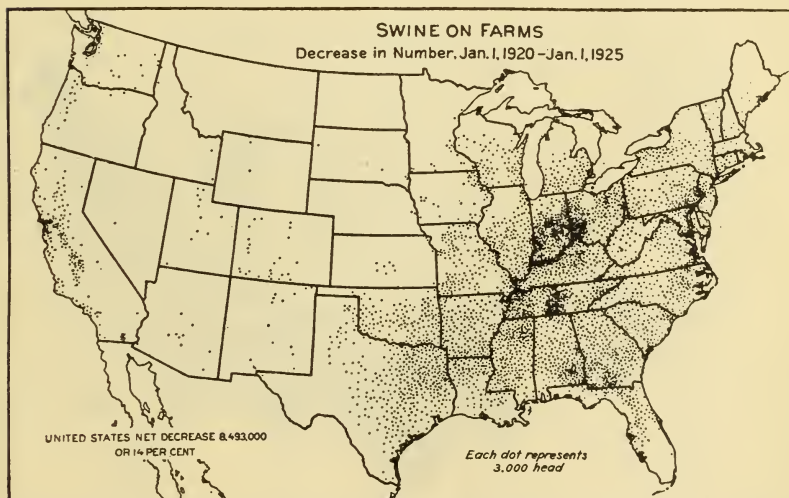 SWINE ON FARMS
Decrease in Number, Jan. 1, 1920-Jan. 1, 1925
UNITED STATES NET DECREASE 8,493,000
OR 14 PER CENT
Each dot represents
3,000 head